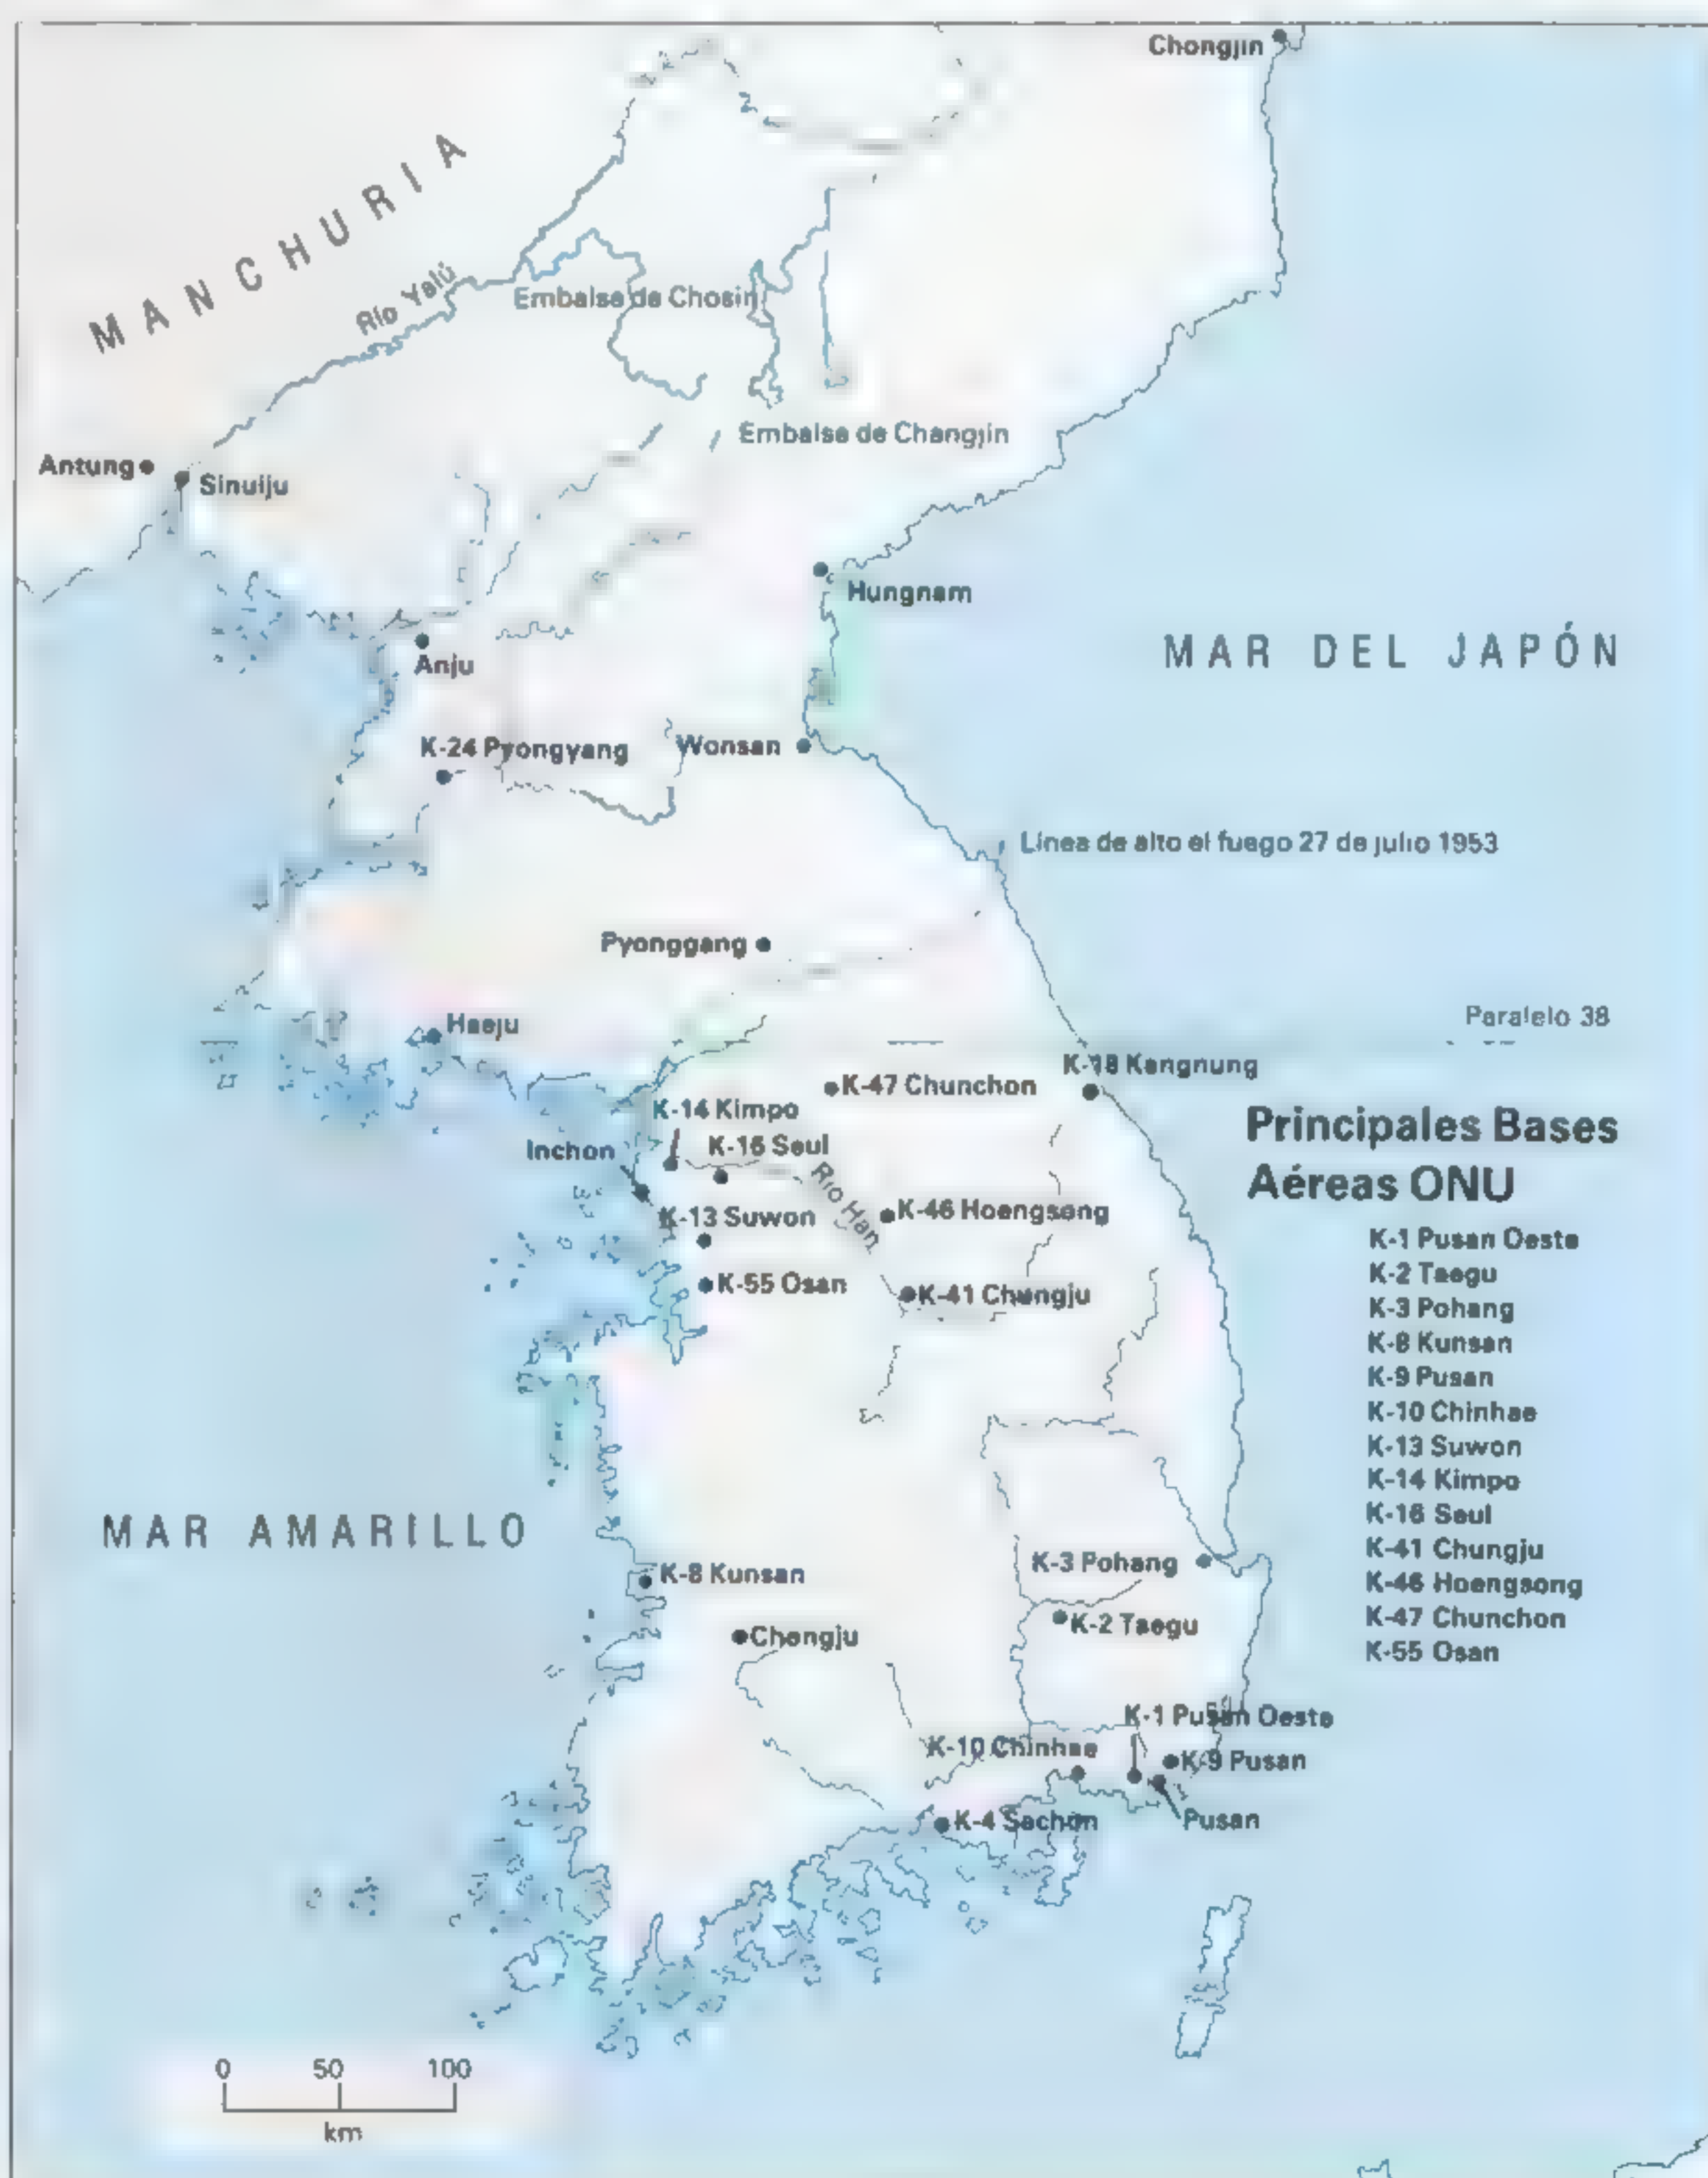 Chongjin
MANCHURIA
Río Yalú
Embalse de Chosin
Embalse de Changjin
Antung
Sinuiju
Hungnam
MAR DEL JAPÓN
Anju
K-24 Pyongyang
Wonsan
Línea de alto el fuego 27 de julio 1953
Pyonggang
Paralelo 38
Haeju
K-18 Kangnung
K-47 Chunchon
K-14 Kimpo
Inchon
K-16 Seul
Río Han
K-46 Hoengsong
K-13 Suwon
K-55 Osan
K-41 Chungju
Principales Bases
Aéreas ONU
K-1 Pusan Oeste
K-2 Taegu
K-3 Pohang
K-8 Kunsan
K-9 Pusan
K-10 Chinhae
K-13 Suwon
K-14 Kimpo
K-16 Seul
K-41 Chungju
K-46 Hoengsong
K-47 Chunchon
K-55 Osan
MAR AMARILLO
K-3 Pohang
K-8 Kunsan
K-2 Taegu
Chongju
K-1 Pusan Oeste
K-10 Chinhae
K-9 Pusan
K-4 Sachon
Pusan
0 50 100
km